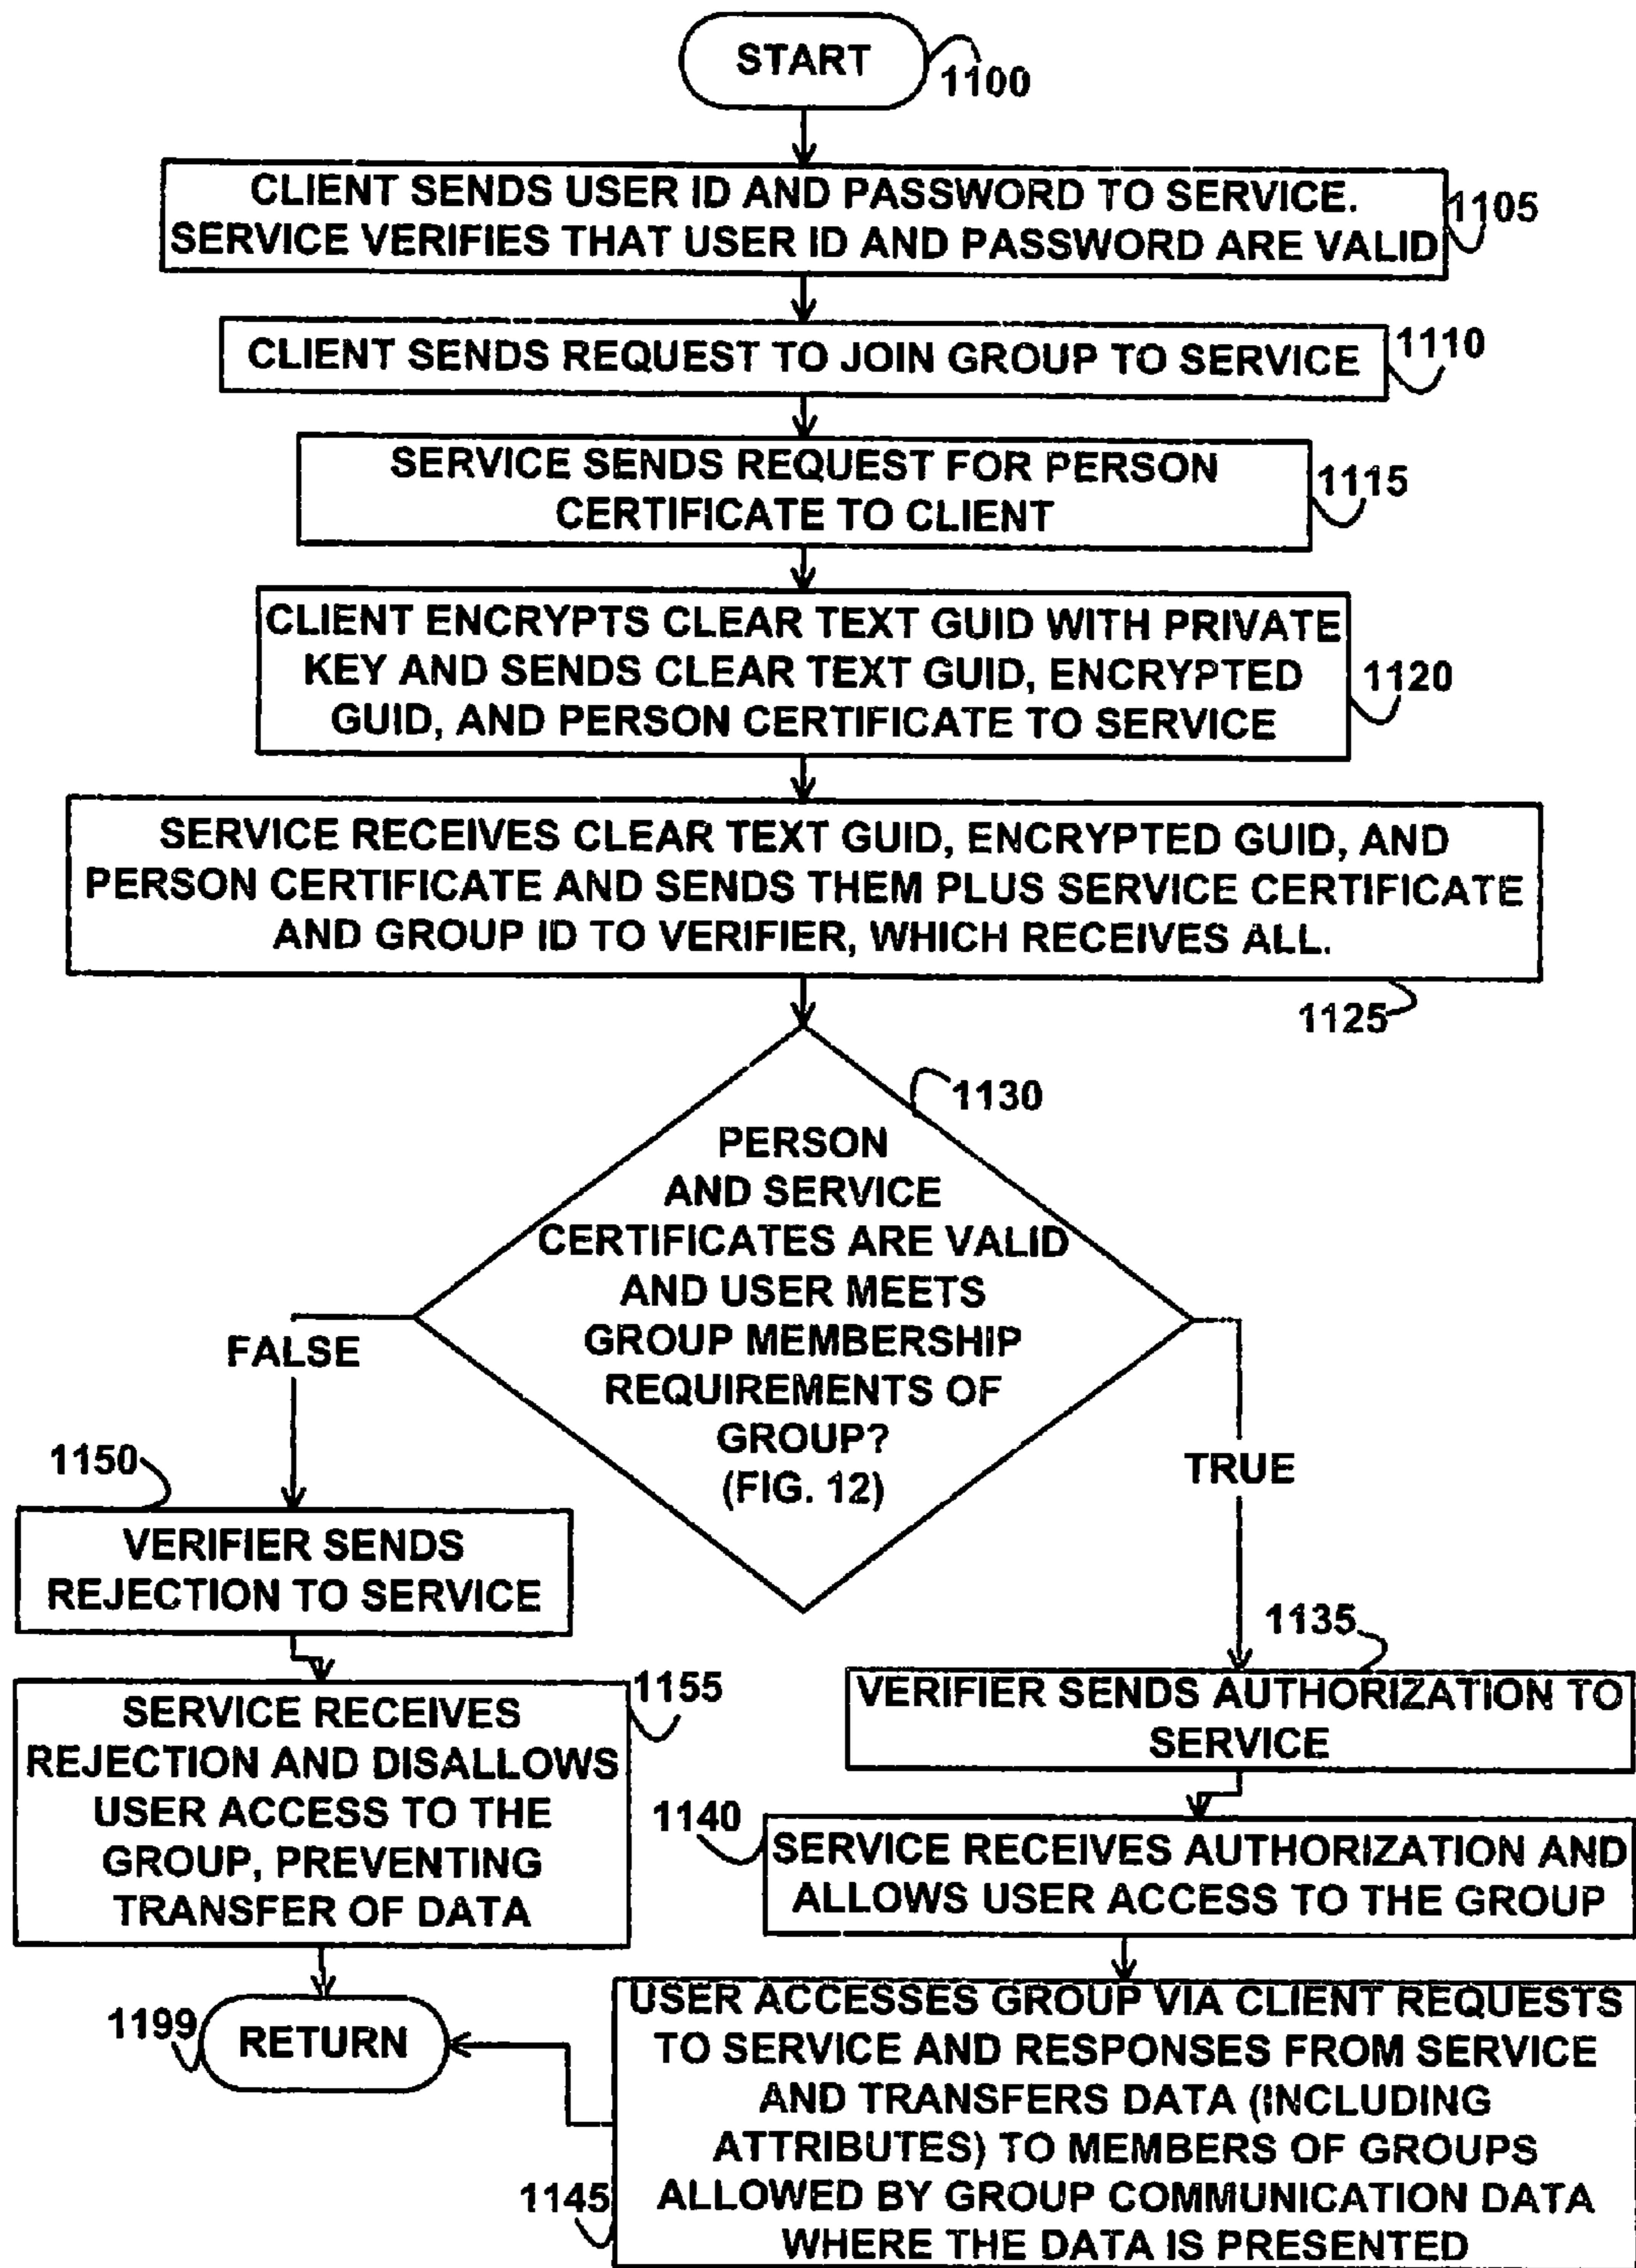 START
1100
CLIENT SENDS USER ID AND PASSWORD TO SERVICE.
SERVICE VERIFIES THAT USER ID AND PASSWORD ARE VALID
1105
CLIENT SENDS REQUEST TO JOIN GROUP TO SERVICE
1110
SERVICE SENDS REQUEST FOR PERSON
CERTIFICATE TO CLIENT
1115
CLIENT ENCRYPTS CLEAR TEXT GUID WITH PRIVATE
KEY AND SENDS CLEAR TEXT GUID, ENCRYPTED
GUID, AND PERSON CERTIFICATE TO SERVICE
1120
SERVICE RECEIVES CLEAR TEXT GUID, ENCRYPTED GUID, AND
PERSON CERTIFICATE AND SENDS THEM PLUS SERVICE CERTIFICATE
AND GROUP ID TO VERIFIER, WHICH RECEIVES ALL.
1125
1130
PERSON
AND SERVICE
CERTIFICATES ARE VALID
AND USER MEETS
GROUP MEMBERSHIP
REQUIREMENTS OF
GROUP?
(FIG. 12)
FALSE
TRUE
1150
VERIFIER SENDS
REJECTION TO SERVICE
1155
SERVICE RECEIVES
REJECTION AND DISALLOWS
USER ACCESS TO THE
GROUP, PREVENTING
TRANSFER OF DATA
1135
VERIFIER SENDS AUTHORIZATION TO
SERVICE
1140
SERVICE RECEIVES AUTHORIZATION AND
ALLOWS USER ACCESS TO THE GROUP
1199
RETURN
USER ACCESSES GROUP VIA CLIENT REQUESTS
TO SERVICE AND RESPONSES FROM SERVICE
AND TRANSFERS DATA (INCLUDING
ATTRIBUTES) TO MEMBERS OF GROUPS
ALLOWED BY GROUP COMMUNICATION DATA
WHERE THE DATA IS PRESENTED
1145